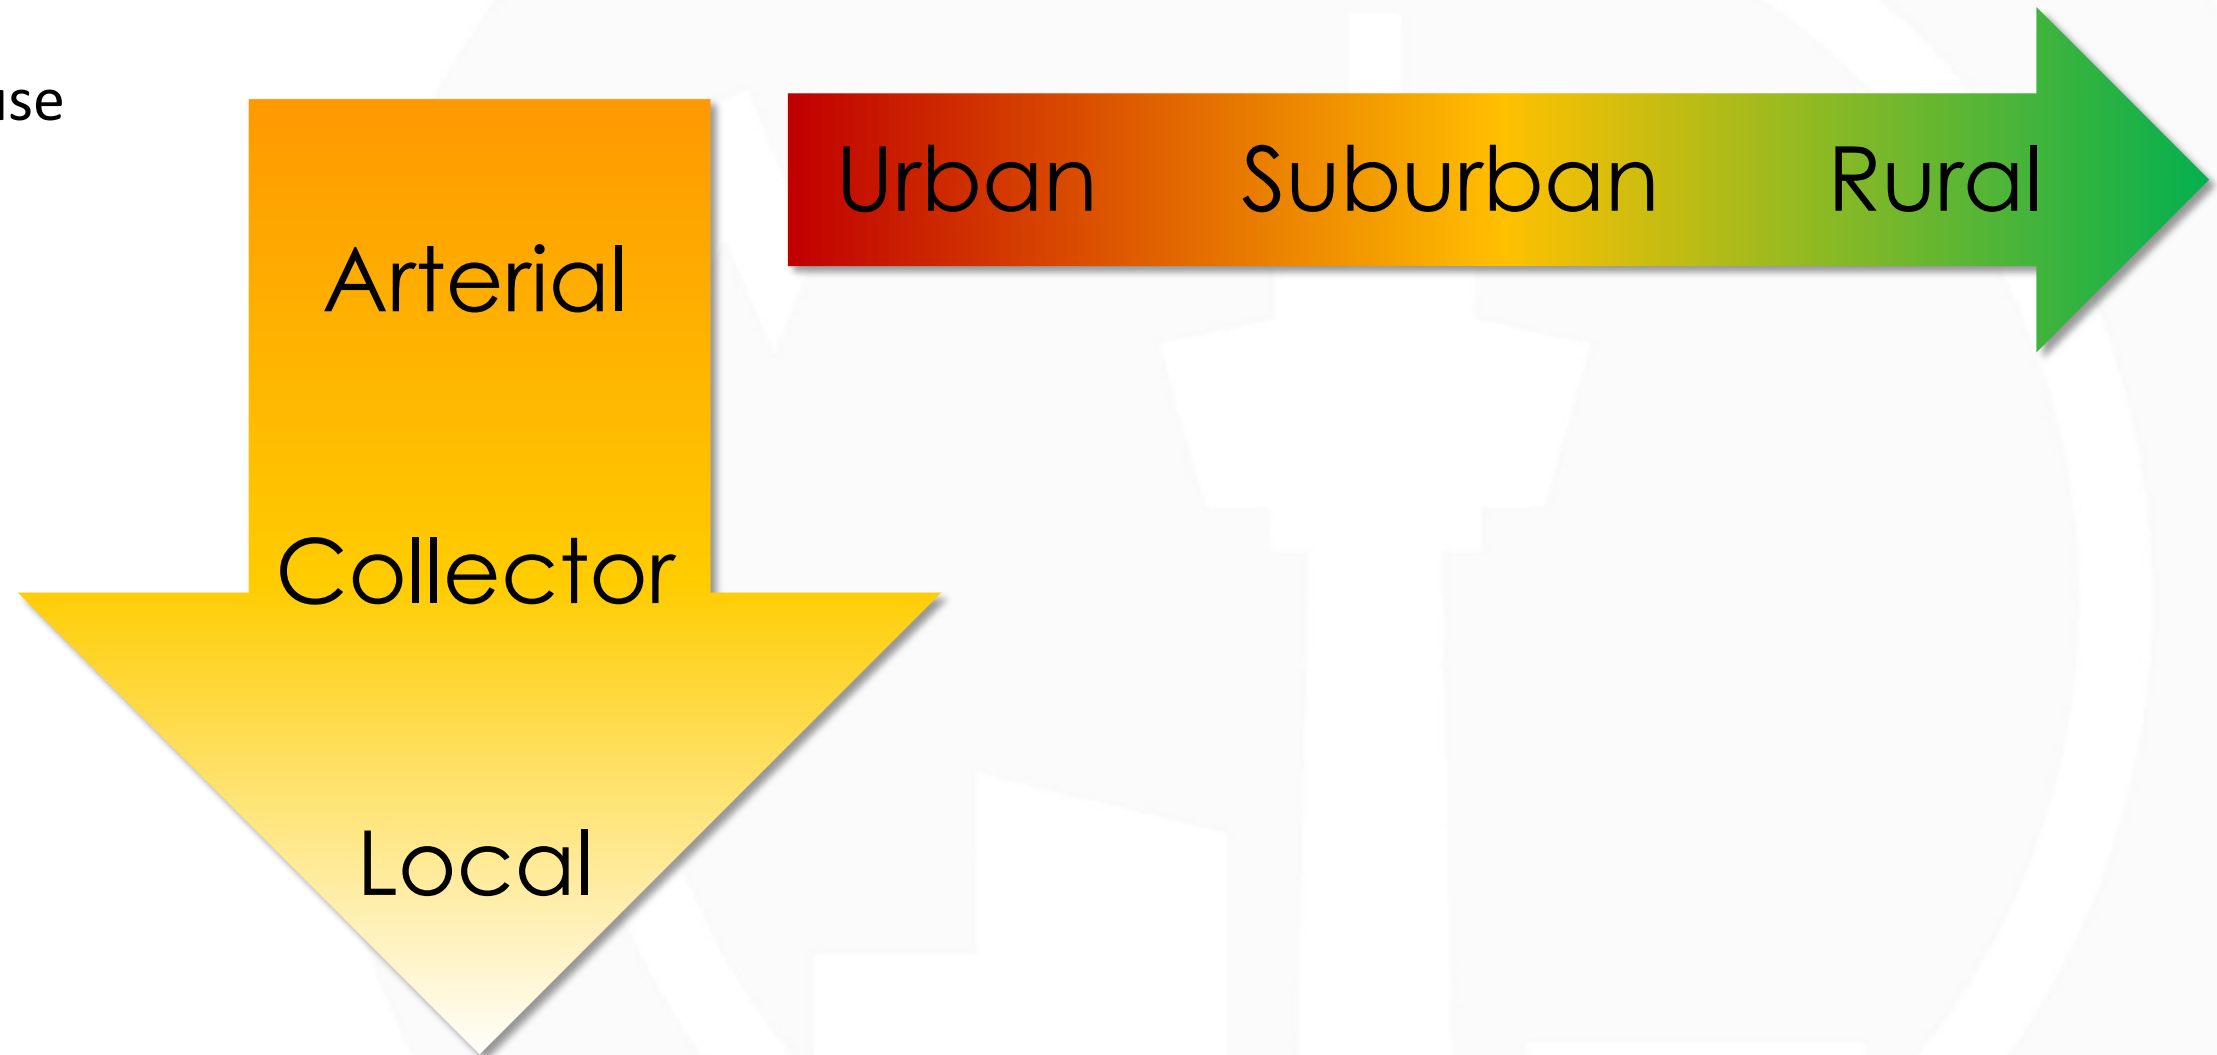 use
Urban Suburban Rural
Arterial
Collector
Local